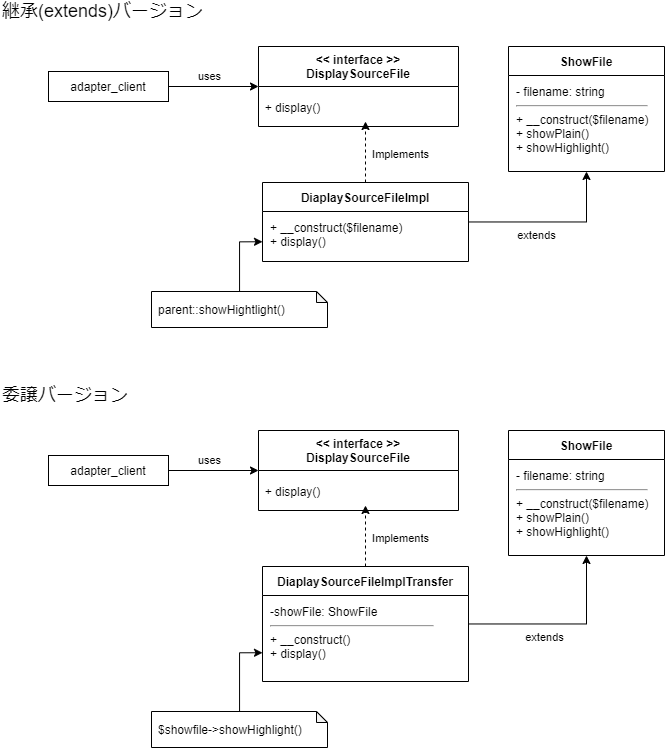 継承(extends)バージョン
adapter_client
uses
<< interface >>
DisplaySourceFile
+ display()
ShowFile
- filename: string
+ __construct($filename)
+ showPlain()
+ showHighlight()
Implements
DiaplaySourceFileImpl
+ __construct($filename)
+ display()
extends
parent::showHightlight()
委譲バージョン
adapter_client
uses
<< interface >>
DisplaySourceFile
+ display()
ShowFile
- filename: string
+ __construct($filename)
+ showPlain()
+ showHighlight()
Implements
DiaplaySourceFileImplTransfer
-showFile: ShowFile
+ __construct()
+ display()
extends
$showfile->showHighlight()